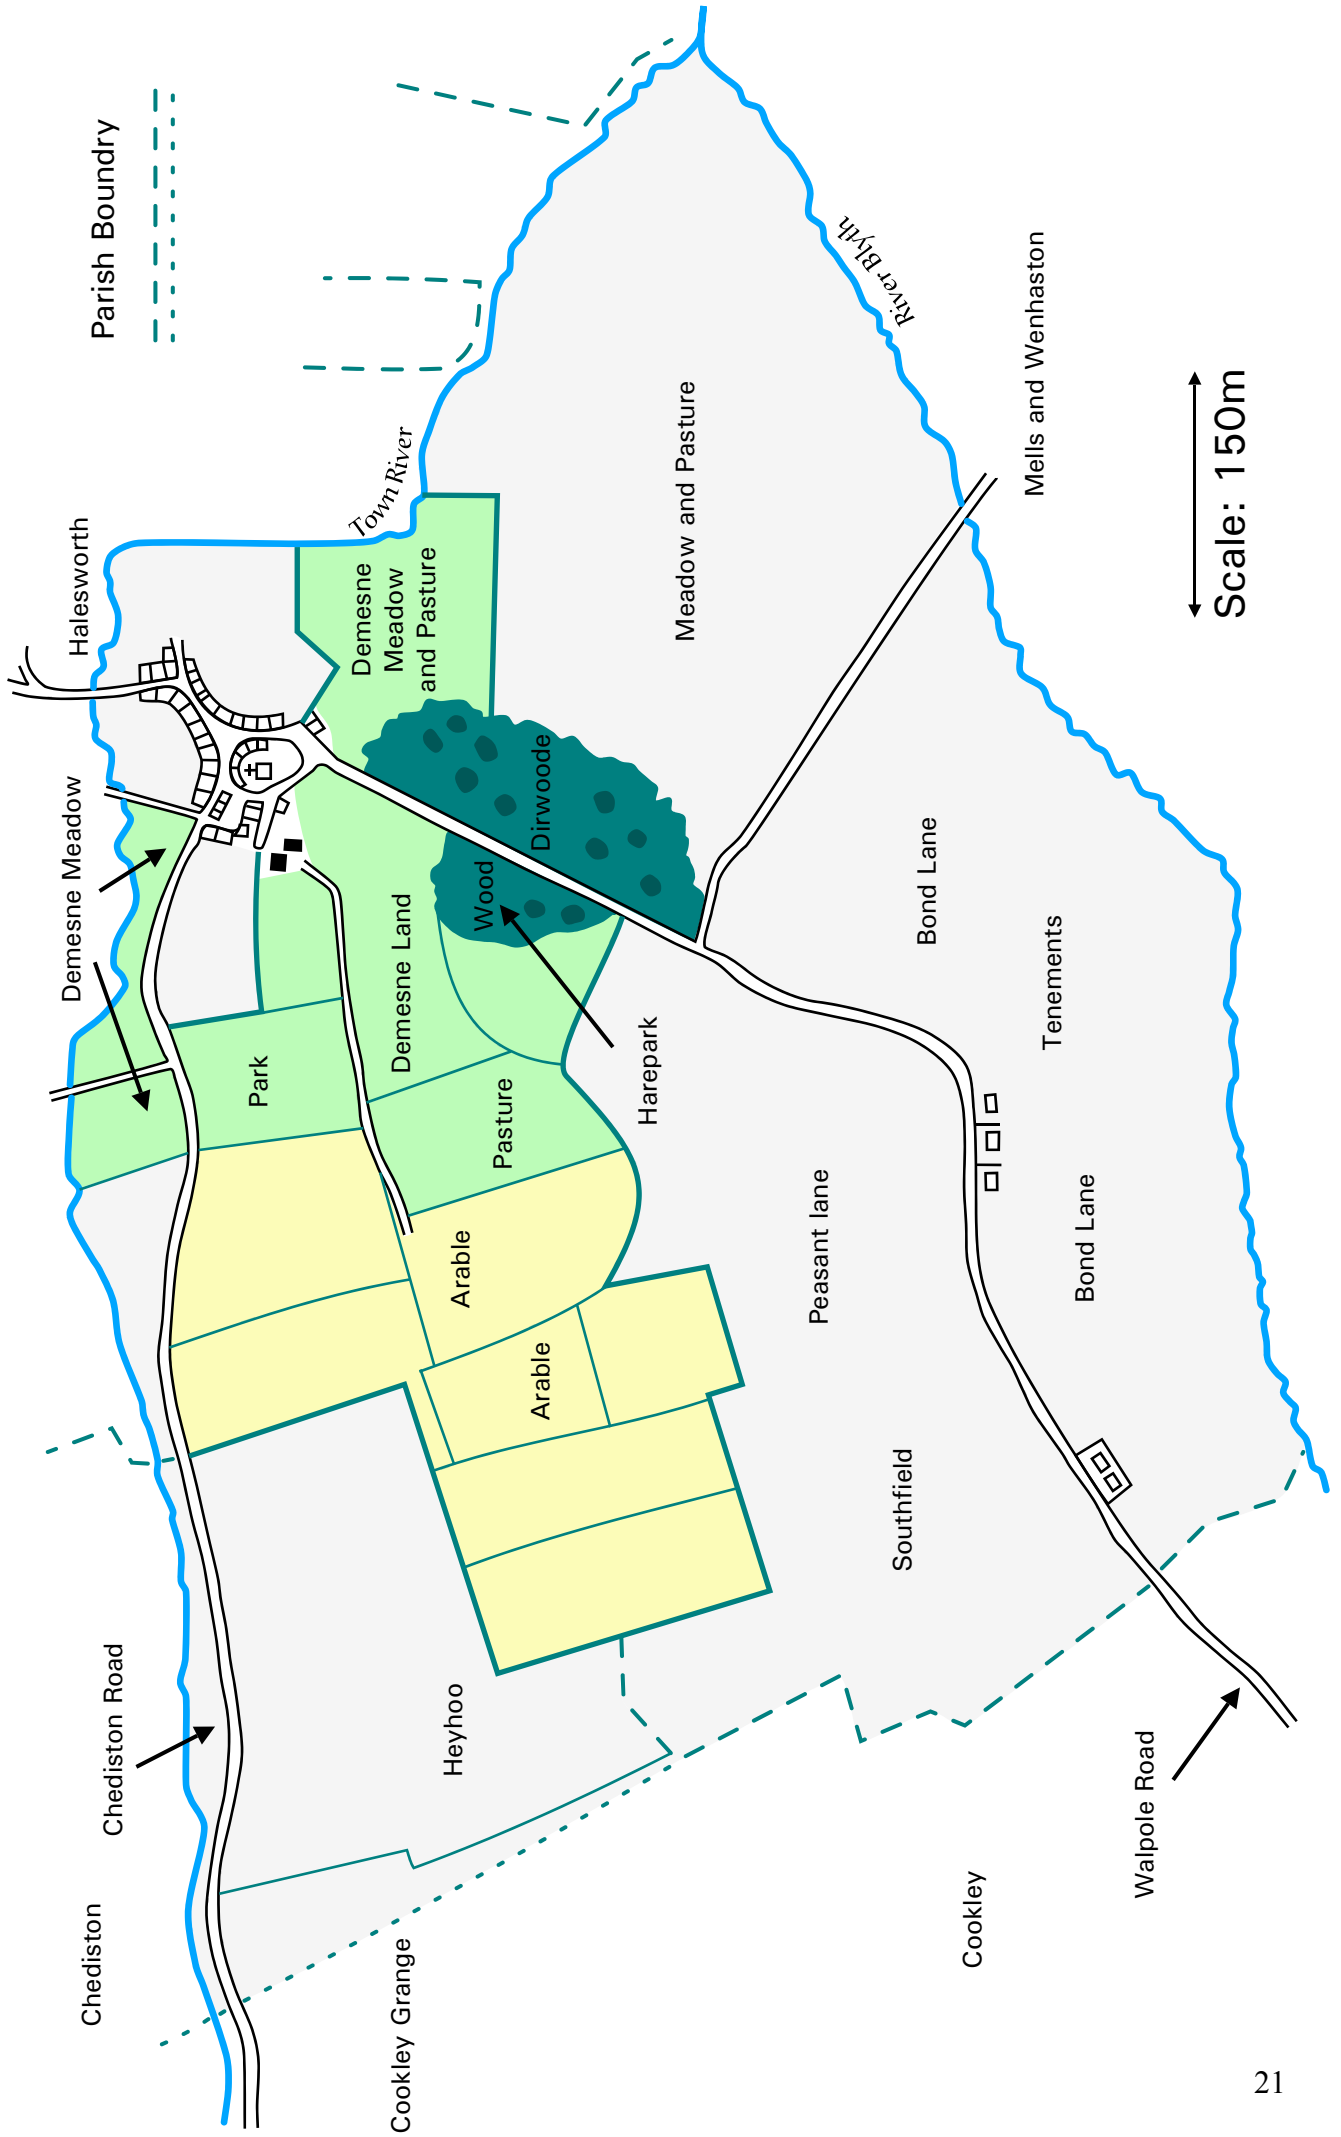 Parish Boundry
Halesworth
Town River
River Blyth
Demesne Meadow
Demesne
Meadow
and Pasture
Meadow and Pasture
Mells and Wenhaston
Scale: 150m
Dirwoode
Wood
Demesne Land
Park
Pasture
Harepark
Bond Lane
Tenements
Arable
Arable
Peasant lane
Bond Lane
Southfield
Chediston Road
Heyhoo
Chediston
Cookley Grange
Cookley
Walpole Road
21